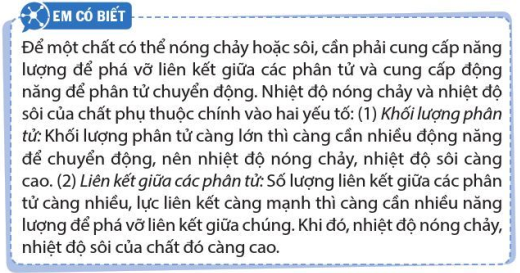 EM CÓ BIẾT
Để một chất có thể nóng chảy hoặc sôi, cần phải cung cấp năng
lượng để phá vỡ liên kết giữa các phân tử và cung cấp động
năng để phân tử chuyển động. Nhiệt độ nóng chảy và nhiệt độ
sôi của chất phụ thuộc chính vào hai yếu tố: (1) Khối lượng phân
tử: Khối lượng phân tử càng lớn thì càng cần nhiều động năng
để chuyển động, nên nhiệt độ nóng chảy, nhiệt độ sôi càng
cao. (2) Liên kết giữa các phân tử: Số lượng liên kết giữa các phân
tử càng nhiều, lực liên kết càng mạnh thì càng cần nhiều năng
lượng để phá vỡ liên kết giữa chúng. Khi đó, nhiệt độ nóng chảy,
nhiệt độ sôi của chất đó càng cao.